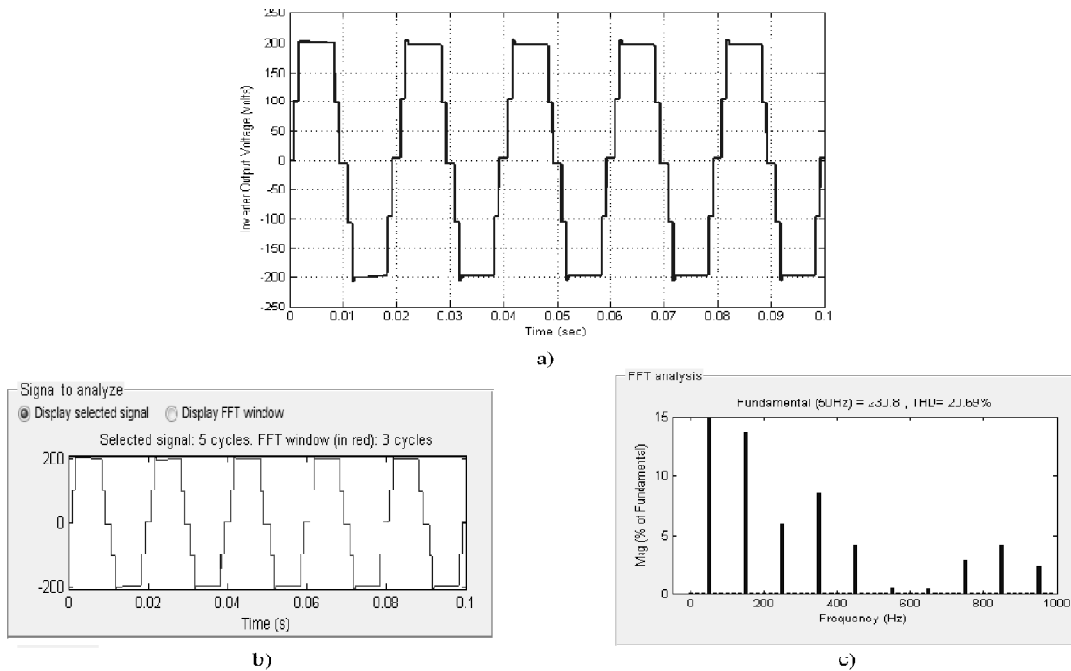 250
200
150
100
50
0
-50
-100
-150
-200
-250
Inverter Output Voltage (volts)
0 0.01 0.02 0.03 0.04 0.05 0.06 0.07 0.08 0.09 0.1
Time (sec)
a)
Signal to analyze
Display selected signal Display FFT window
Selected signal: 5 cycles. FFT window (in red): 3 cycles
200
0
-200
0 0.02 0.04 0.06 0.08 0.1
Time (s)
b)
FFT analysis
Fundamental (50Hz) = 230.8 , THD= 20.69%
15
10
5
0
Mag (% of Fundamental)
0 200 400 600 800 1000
Frequency (Hz)
c)